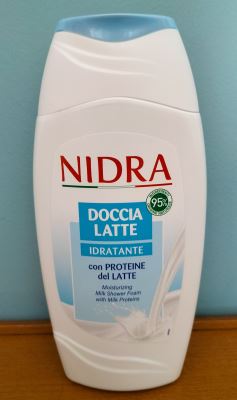 NIDRA
95%
DOCCIA
LATTE
IDRATANTE
con PROTEINE
del LATTE
Moisturizing
Milk Shower Foam
with Milk Proteins